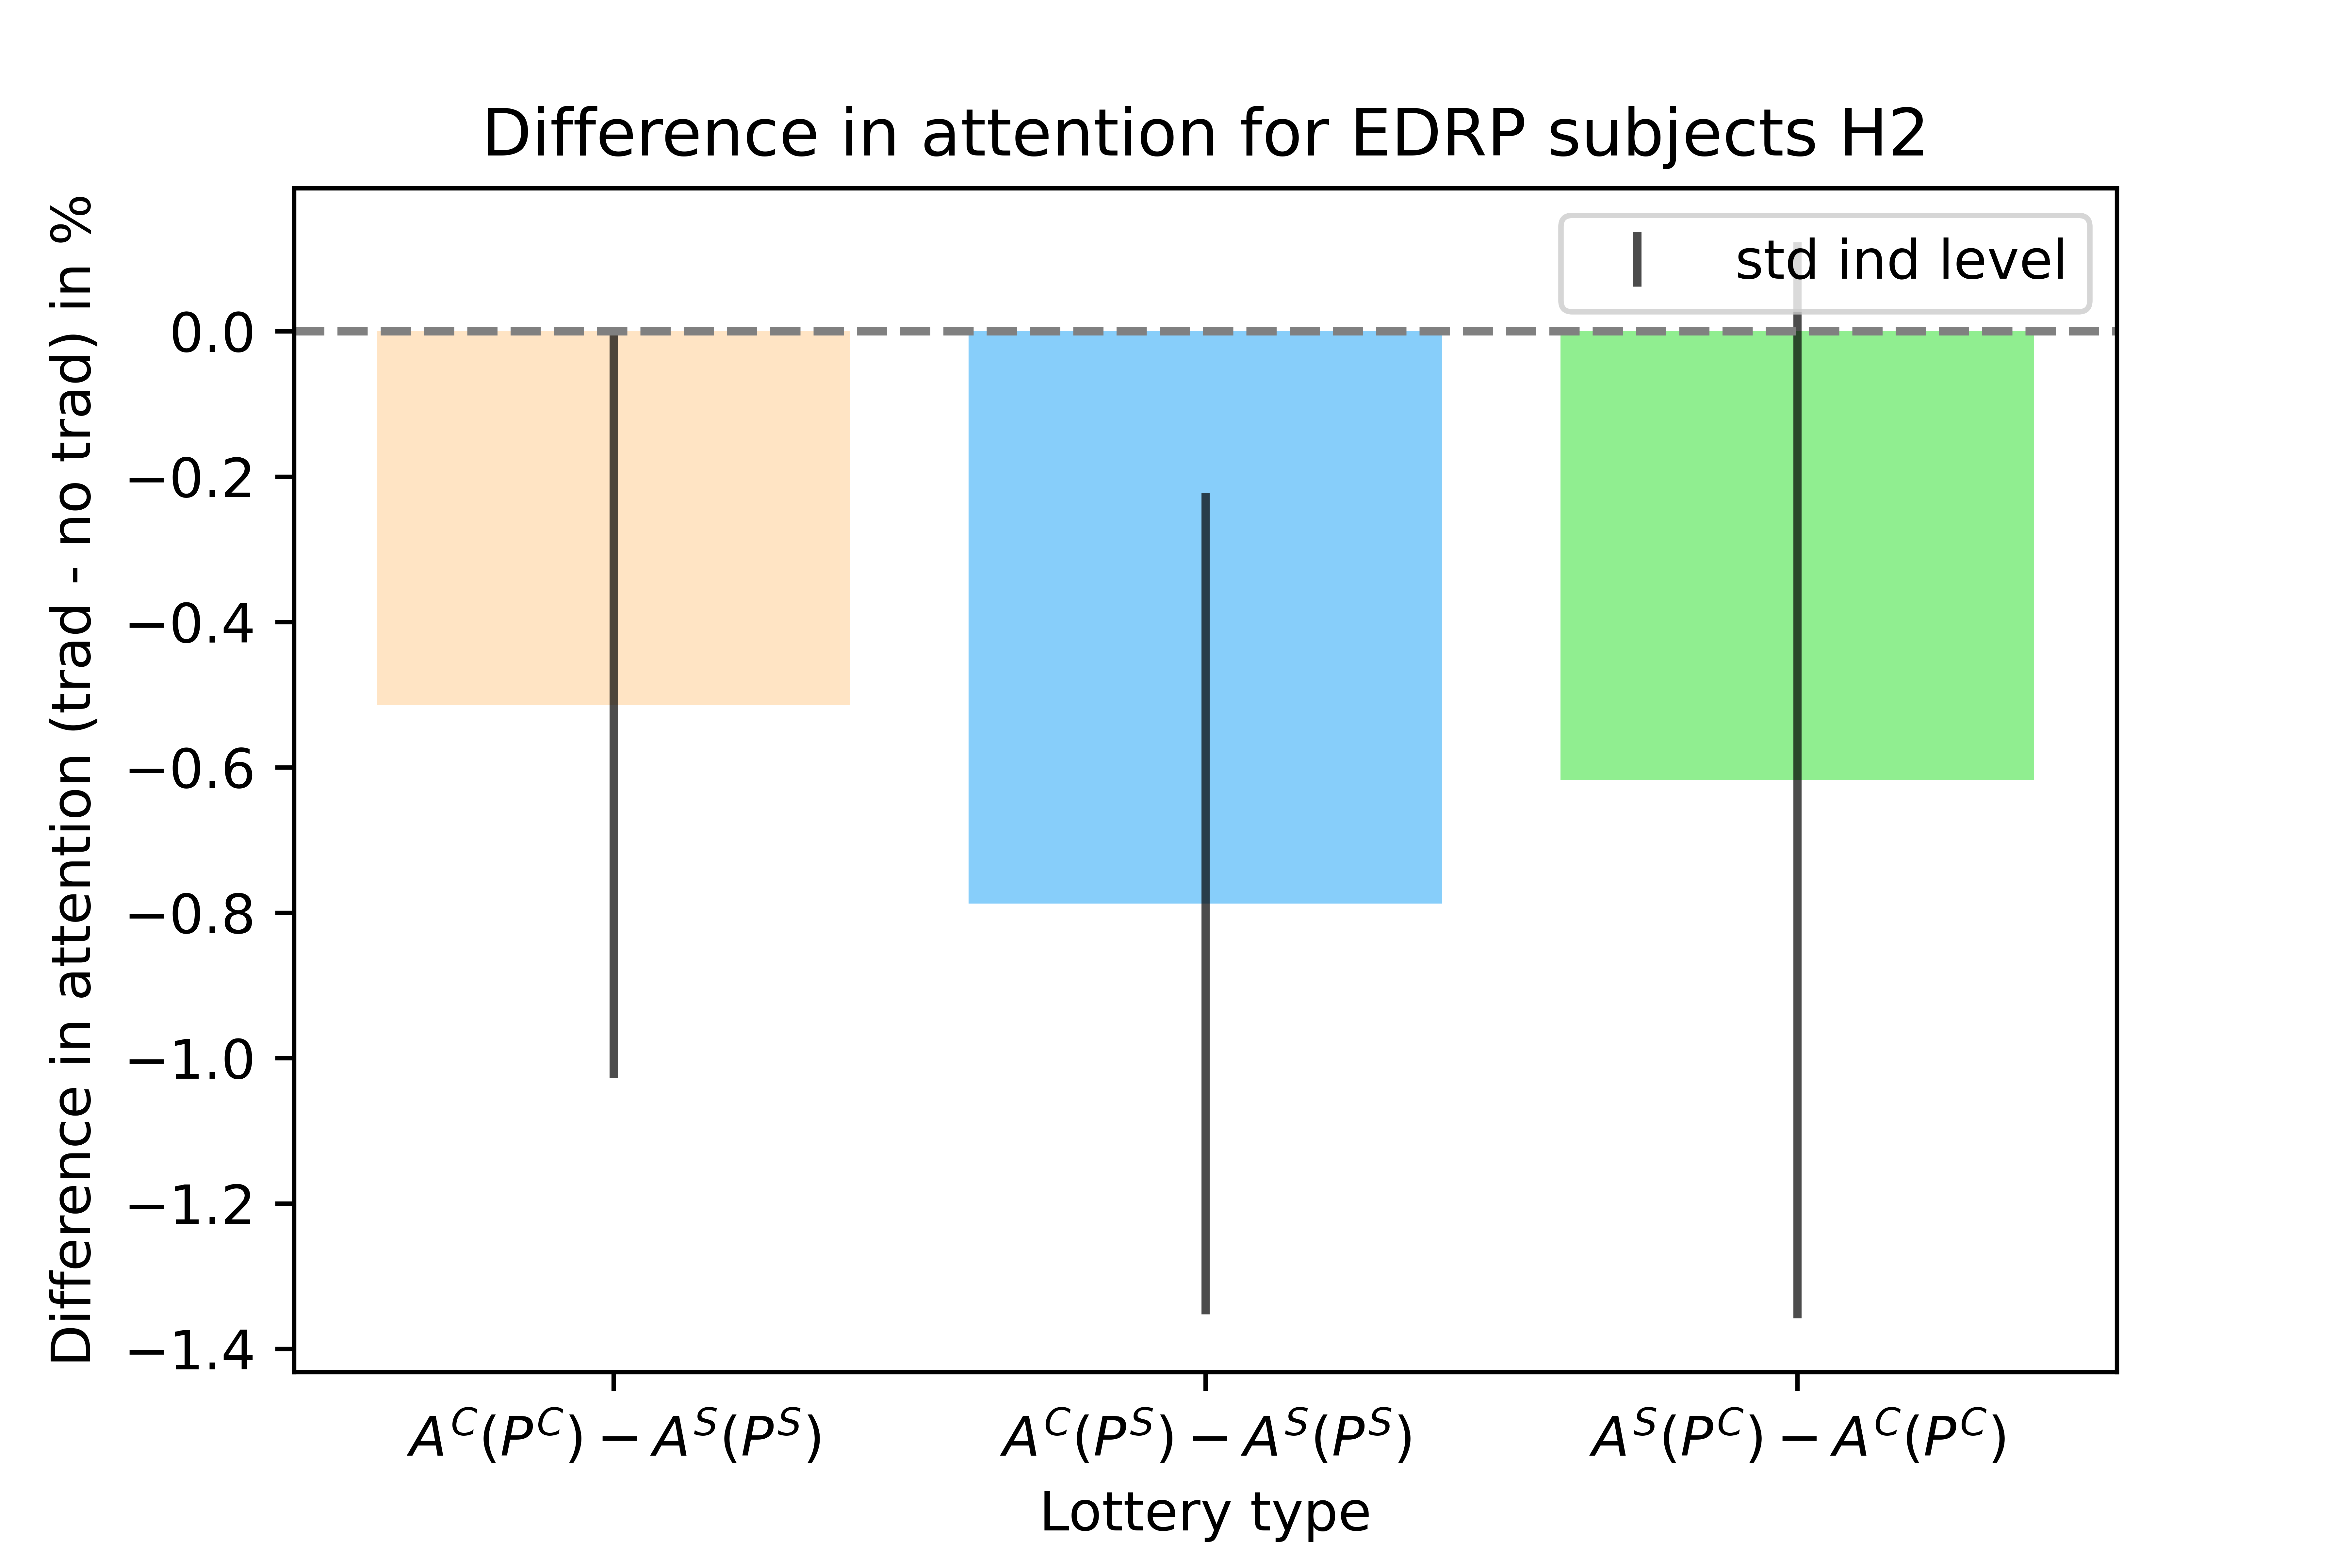 Difference in attention for EDRP subjects H2
Difference in attention (trad - no trad) in %
std ind level
0.0
−0.2
−0.4
−0.6
−0.8
−1.0
−1.2
−1.4
A^C(P^C) − A^S(P^S)
A^C(P^S) − A^S(P^S)
A^S(P^C) − A^C(P^C)
Lottery type